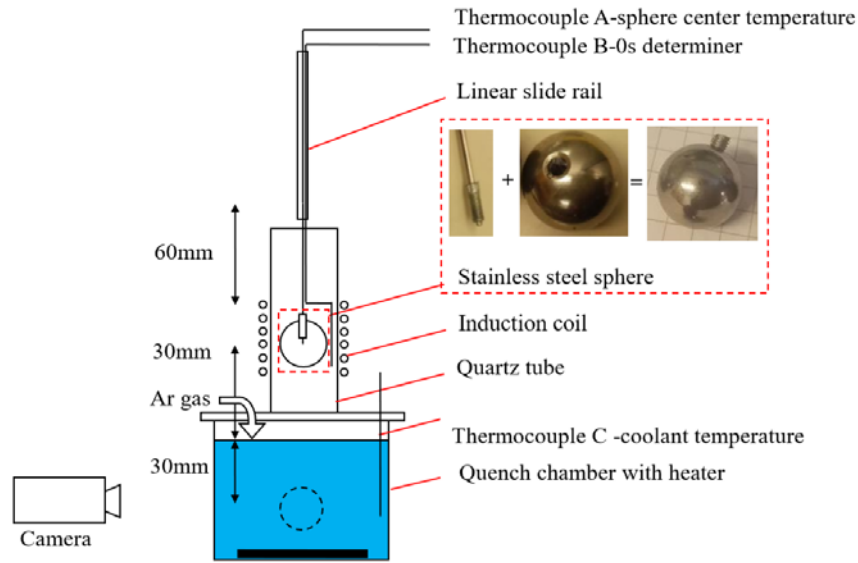 Thermocouple A-sphere center temperature
Thermocouple B-0s determiner
Linear slide rail
+
=
60mm
Stainless steel sphere
Induction coil
30mm
Quartz tube
Ar gas
Thermocouple C -coolant temperature
30mm
Quench chamber with heater
Camera